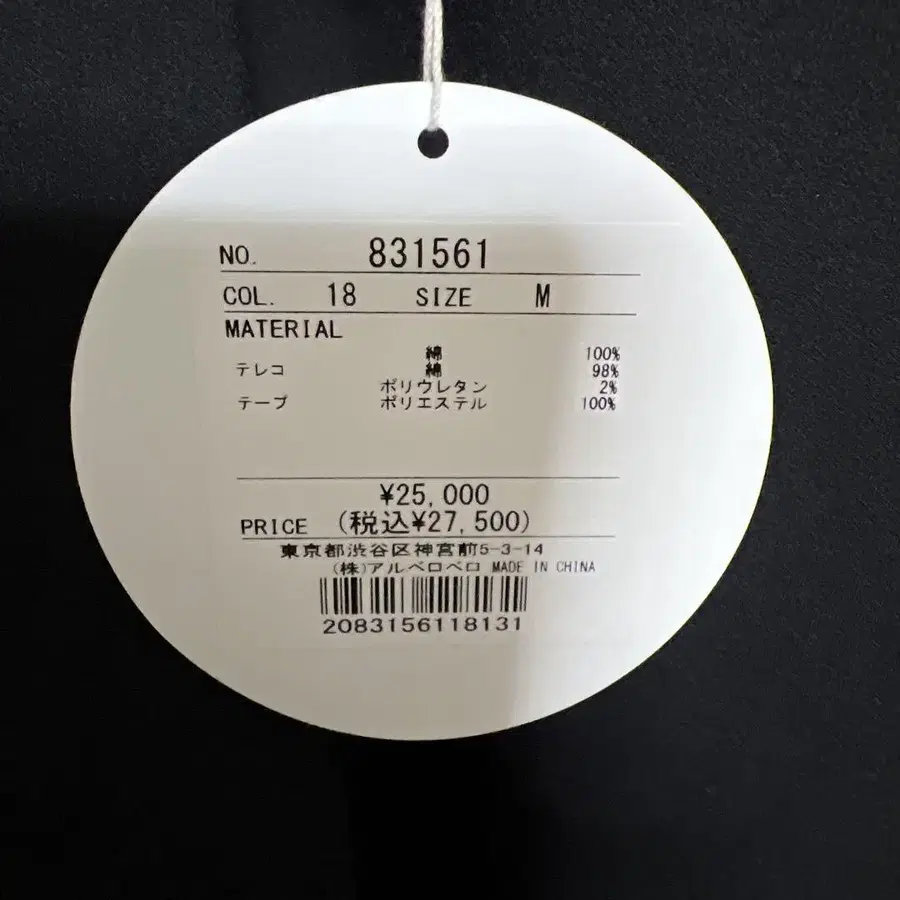 NO. 831561
COL. 18 SIZE M
MATERIAL
綿 100%
テレコ 綿 98%
ポリウレタン 2%
テープ ポリエステル 100%
¥25,000
PRICE (税込¥27,500)
東京都渋谷区神宮前5-3-14
(株)アルベロベロ MADE IN CHINA
2083156118131